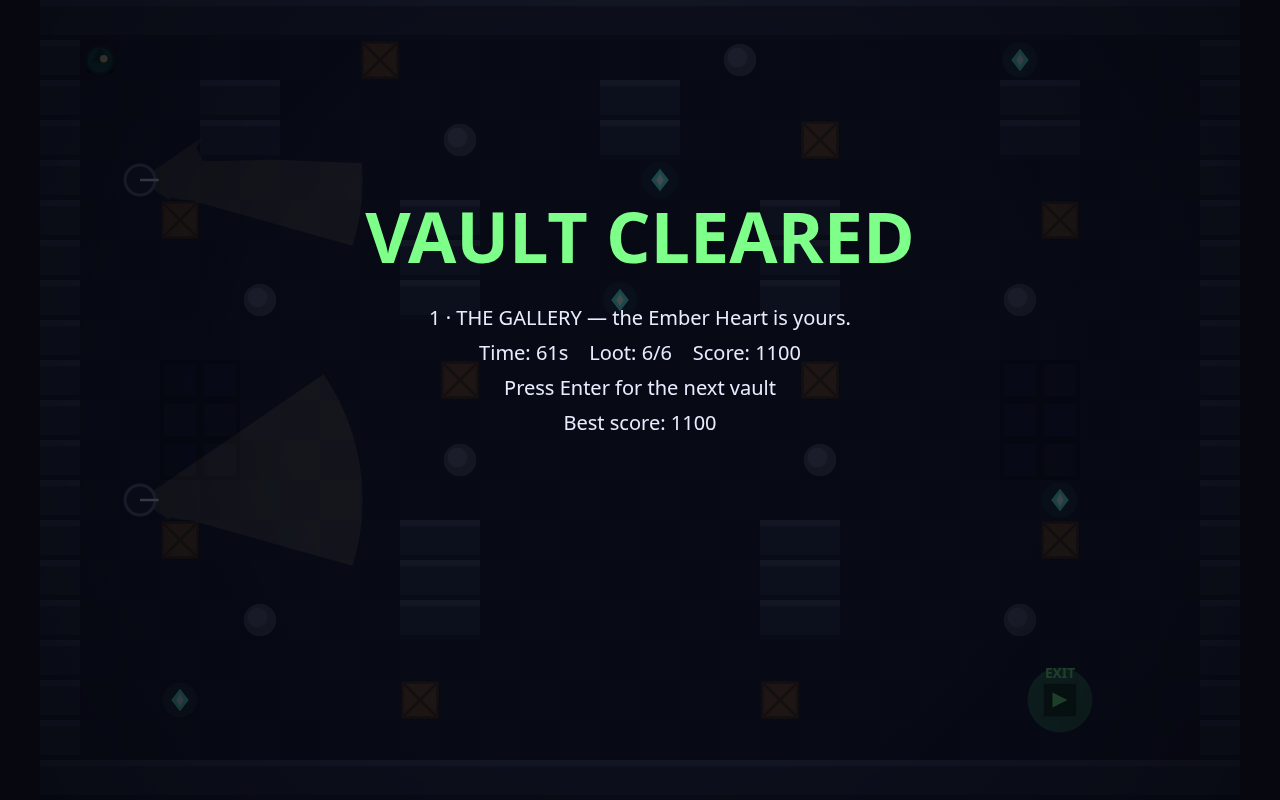 VAULT CLEARED
1 · THE GALLERY — the Ember Heart is yours.
Time: 61s    Loot: 6/6    Score: 1100
Press Enter for the next vault
Best score: 1100
EXIT